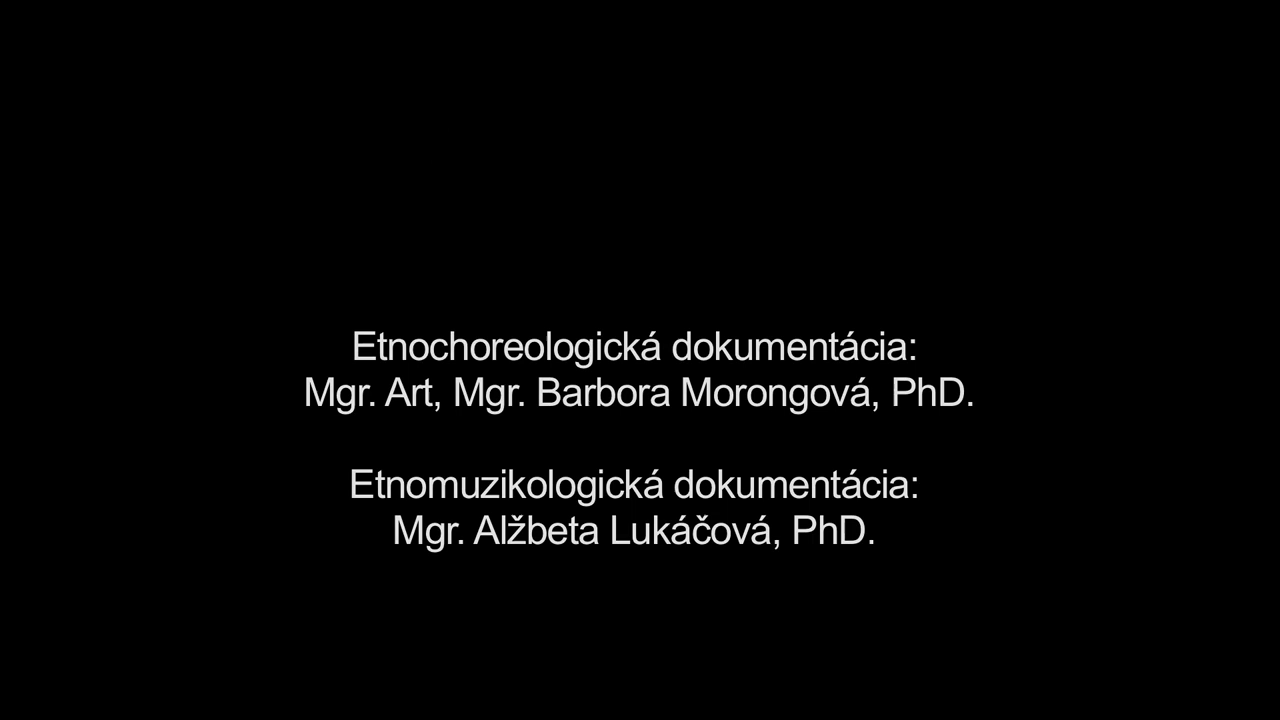 Etnochoreologická dokumentácia:
Mgr. Art, Mgr. Barbora Morongová, PhD.
Etnomuzikologická dokumentácia:
Mgr. Alžbeta Lukáčová, PhD.